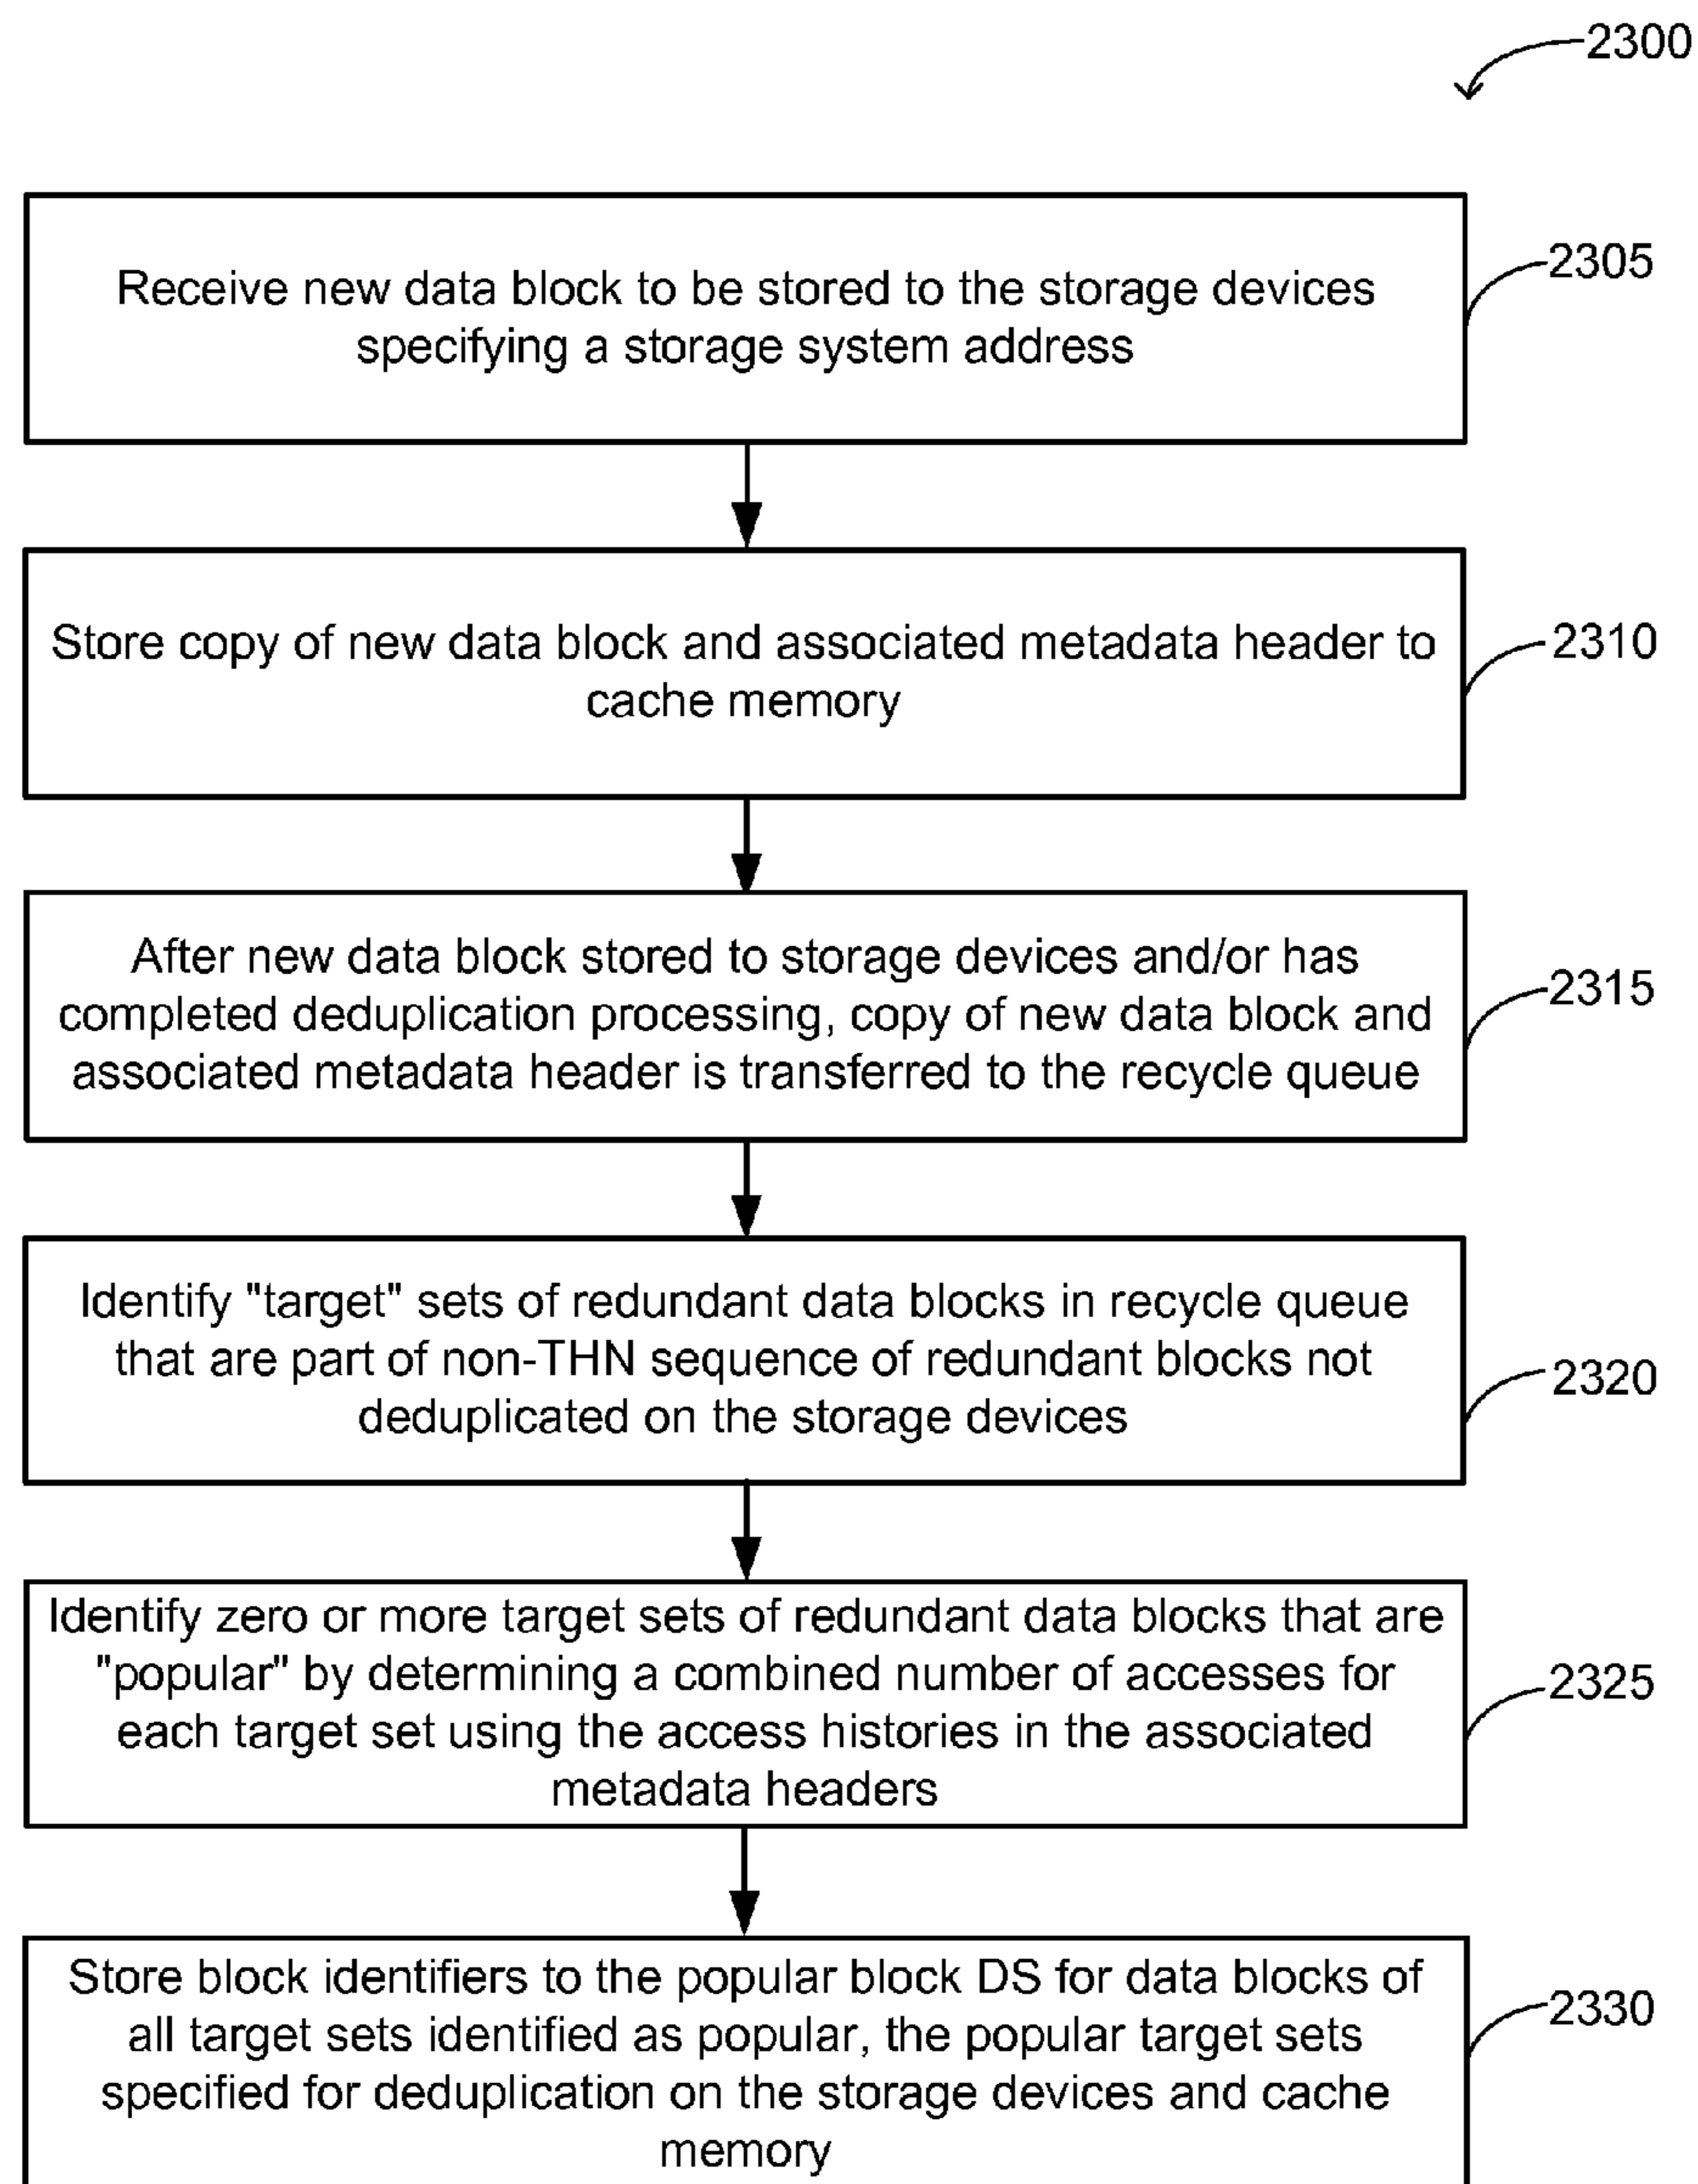 2300
Receive new data block to be stored to the storage devices
specifying a storage system address
2305
Store copy of new data block and associated metadata header to
cache memory
2310
After new data block stored to storage devices and/or has
completed deduplication processing, copy of new data block and
associated metadata header is transferred to the recycle queue
2315
Identify "target" sets of redundant data blocks in recycle queue
that are part of non-THN sequence of redundant blocks not
deduplicated on the storage devices
2320
Identify zero or more target sets of redundant data blocks that are
"popular" by determining a combined number of accesses for
each target set using the access histories in the associated
metadata headers
2325
Store block identifiers to the popular block DS for data blocks of
all target sets identified as popular, the popular target sets
specified for deduplication on the storage devices and cache
memory
2330